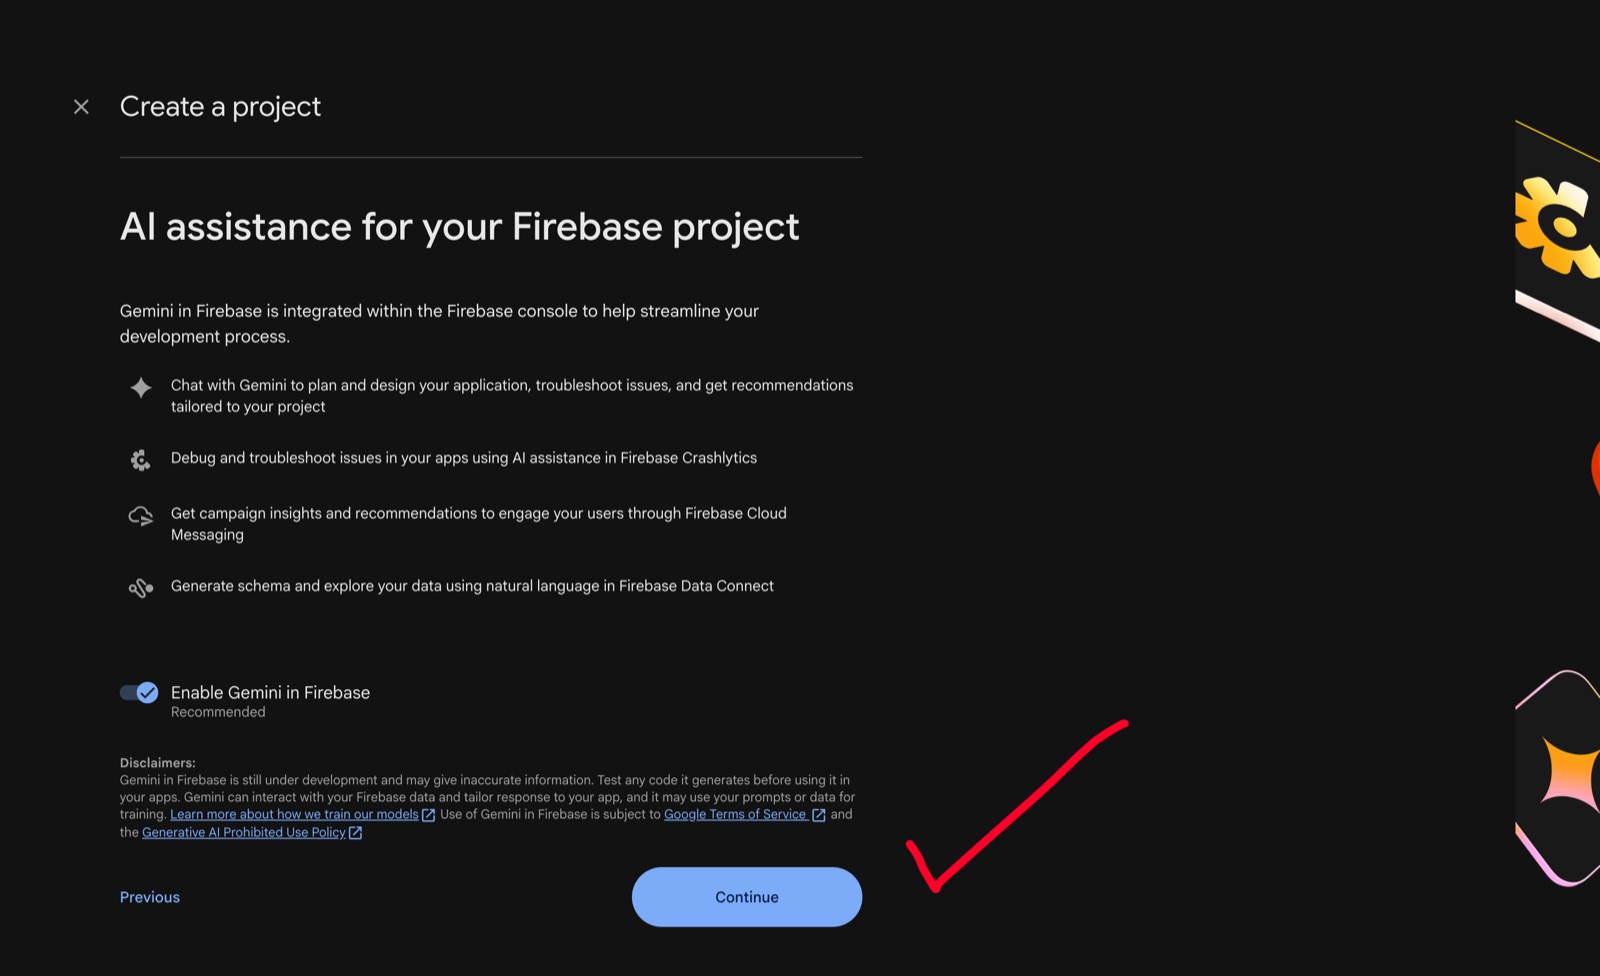 Create a project
AI assistance for your Firebase project
Gemini in Firebase is integrated within the Firebase console to help streamline your
development process.
Chat with Gemini to plan and design your application, troubleshoot issues, and get recommendations
tailored to your project
Debug and troubleshoot issues in your apps using AI assistance in Firebase Crashlytics
Get campaign insights and recommendations to engage your users through Firebase Cloud
Messaging
Generate schema and explore your data using natural language in Firebase Data Connect
Enable Gemini in Firebase
Recommended
Disclaimers:
Gemini in Firebase is still under development and may give inaccurate information. Test any code it generates before using it in
your apps. Gemini can interact with your Firebase data and tailor response to your app, and it may use your prompts or data for
training. Learn more about how we train our models Use of Gemini in Firebase is subject to Google Terms of Service and
the Generative AI Prohibited Use Policy
Previous
Continue